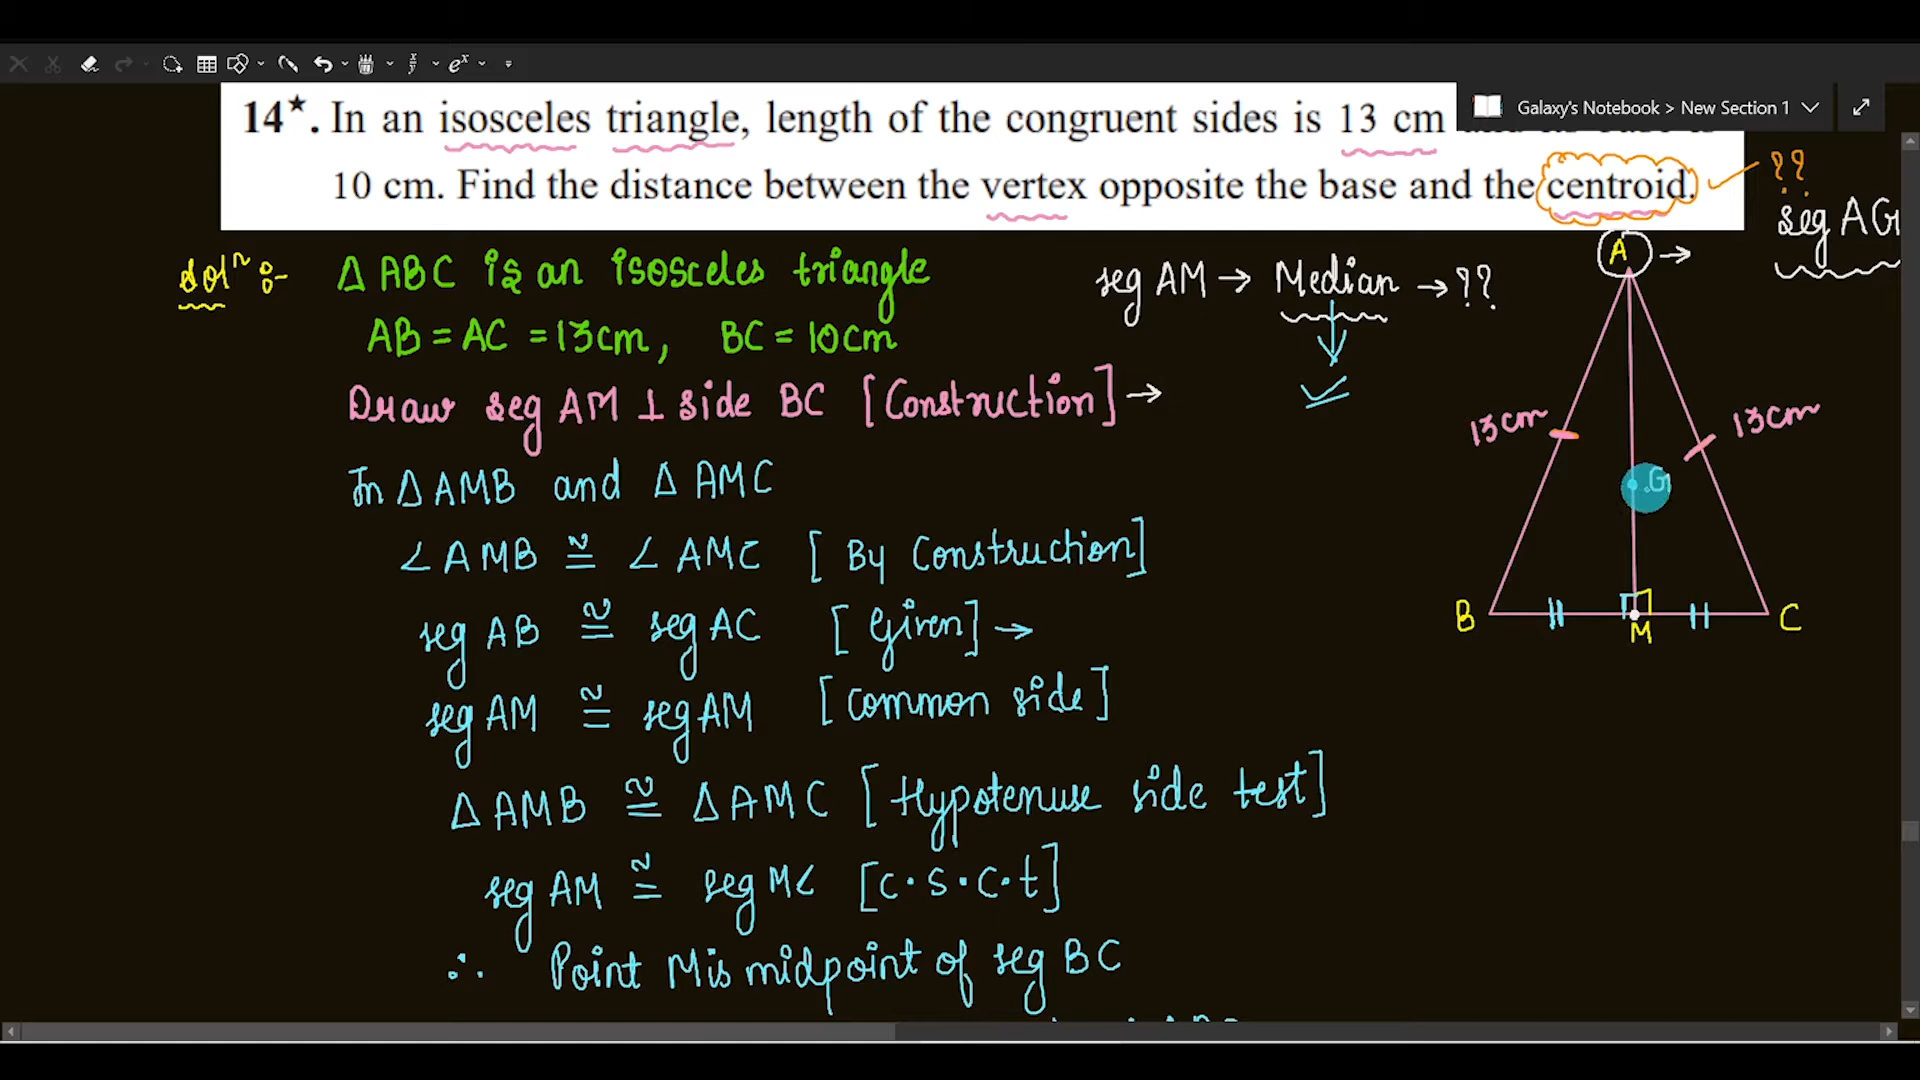 Galaxy's Notebook > New Section 1
14*. In an isosceles triangle, length of the congruent sides is 13 cm
10 cm. Find the distance between the vertex opposite the base and the centroid.
??
seg AG
Solⁿ :- Δ ABC is an isosceles triangle
AB = AC = 13cm, BC = 10cm
Draw seg AM ⊥ side BC [Construction] →
In Δ AMB and Δ AMC
∠ AMB ≅ ∠ AMC [By Construction]
seg AB ≅ seg AC [Given] →
seg AM ≅ seg AM [Common side]
Δ AMB ≅ Δ AMC [Hypotenuse side test]
seg AM ≅ seg MC [C.S.C.t]
∴ Point M is midpoint of seg BC
seg AM → Median → ??
A →
13cm
13cm
G
B
M
C